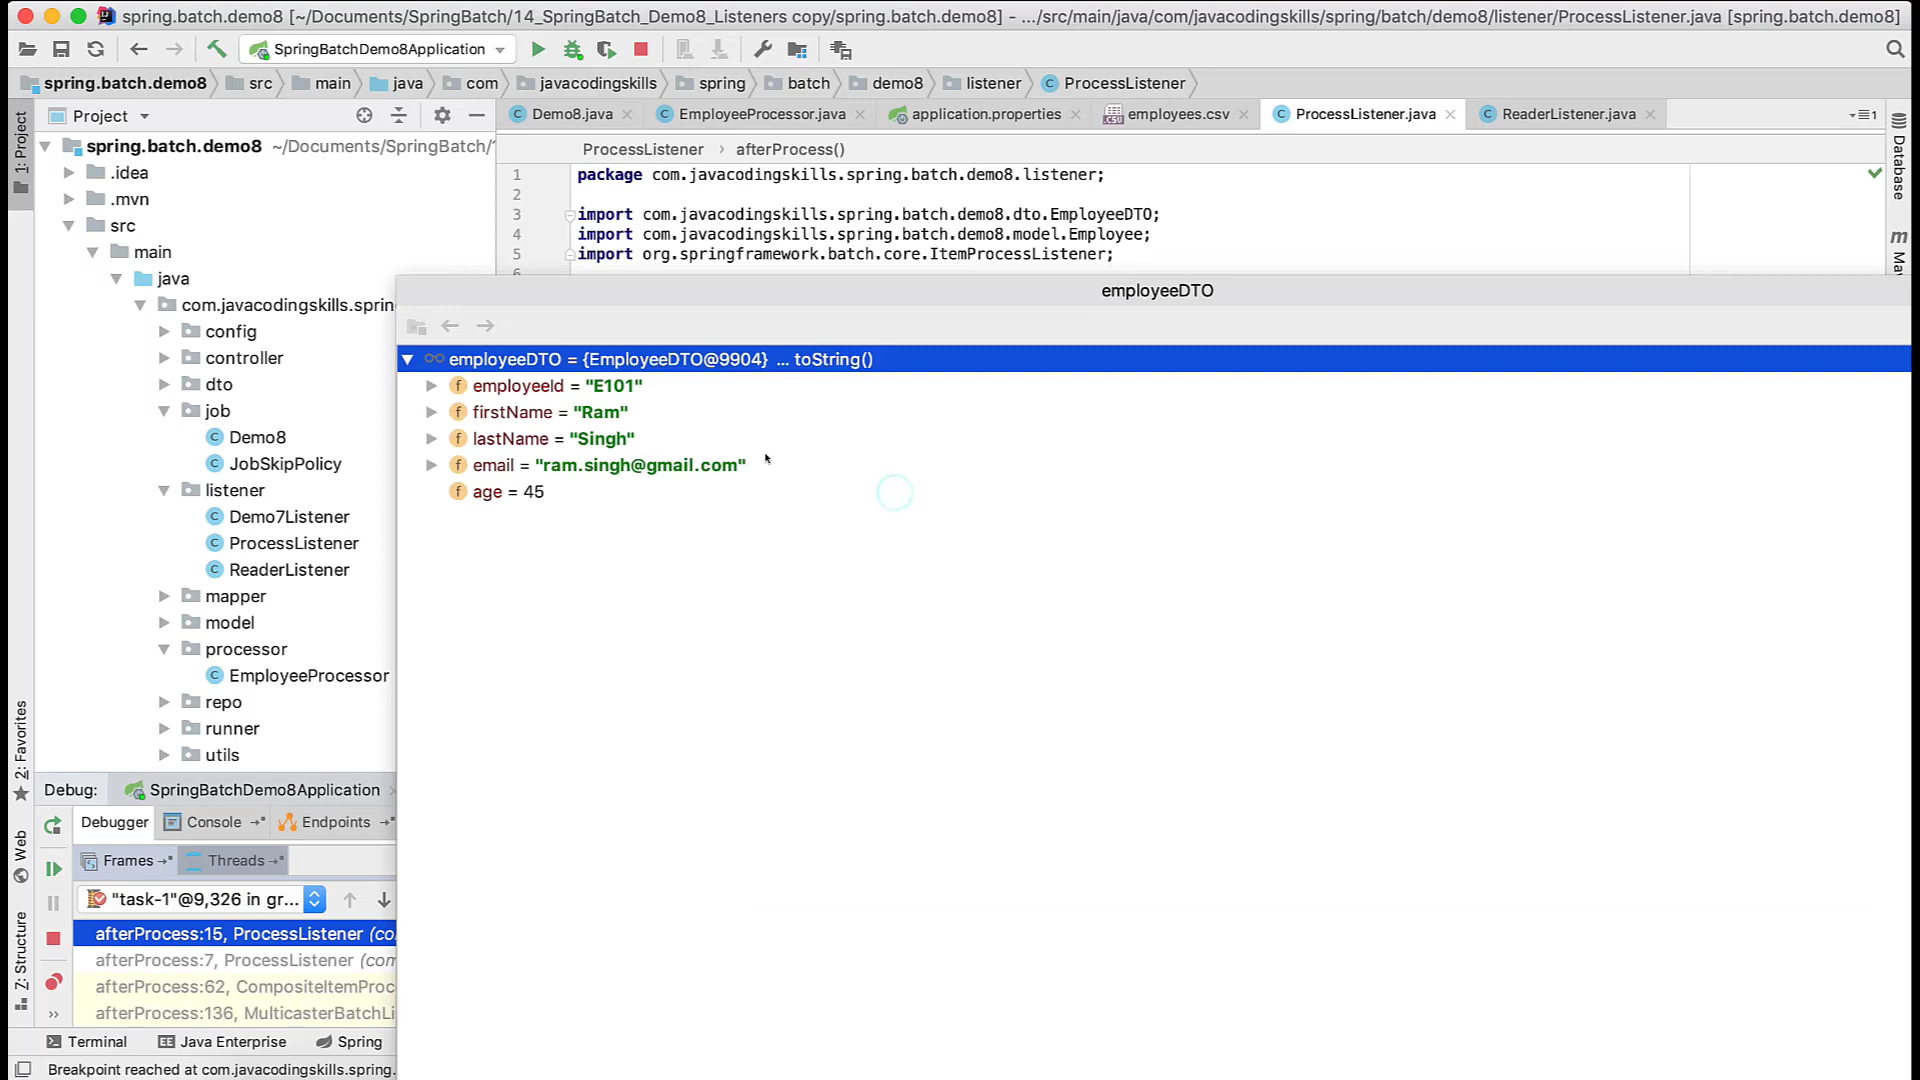 spring.batch.demo8 [~/Documents/SpringBatch/14_SpringBatch_Demo8_Listeners copy/spring.batch.demo8] - .../src/main/java/com/javacodingskills/spring/batch/demo8/listener/ProcessListener.java [spring.batch.demo8]
SpringBatchDemo8Application
spring.batch.demo8 src main java com javacodingskills spring batch demo8 listener ProcessListener
1: Project
Project
Demo8.java EmployeeProcessor.java application.properties employees.csv ProcessListener.java ReaderListener.java
1
ProcessListener › afterProcess()
spring.batch.demo8 ~/Documents/SpringBatch/
.idea
.mvn
src
main
java
com.javacodingskills.sprin
config
controller
dto
job
Demo8
JobSkipPolicy
listener
Demo7Listener
ProcessListener
ReaderListener
mapper
model
processor
EmployeeProcessor
repo
runner
utils
1 package com.javacodingskills.spring.batch.demo8.listener;
2
3 import com.javacodingskills.spring.batch.demo8.dto.EmployeeDTO;
4 import com.javacodingskills.spring.batch.demo8.model.Employee;
5 import org.springframework.batch.core.ItemProcessListener;
Database
employeeDTO
employeeDTO = {EmployeeDTO@9904} ... toString()
f employeeId = "E101"
f firstName = "Ram"
f lastName = "Singh"
f email = "ram.singh@gmail.com"
f age = 45
2: Favorites
Web
Z: Structure
Debug: SpringBatchDemo8Application
Debugger Console Endpoints
Frames Threads
"task-1"@9,326 in gr...
afterProcess:15, ProcessListener (co
afterProcess:7, ProcessListener (com
afterProcess:62, CompositeItemProc
afterProcess:136, MulticasterBatchLi
Terminal Java Enterprise Spring
Breakpoint reached at com.javacodingskills.spring.